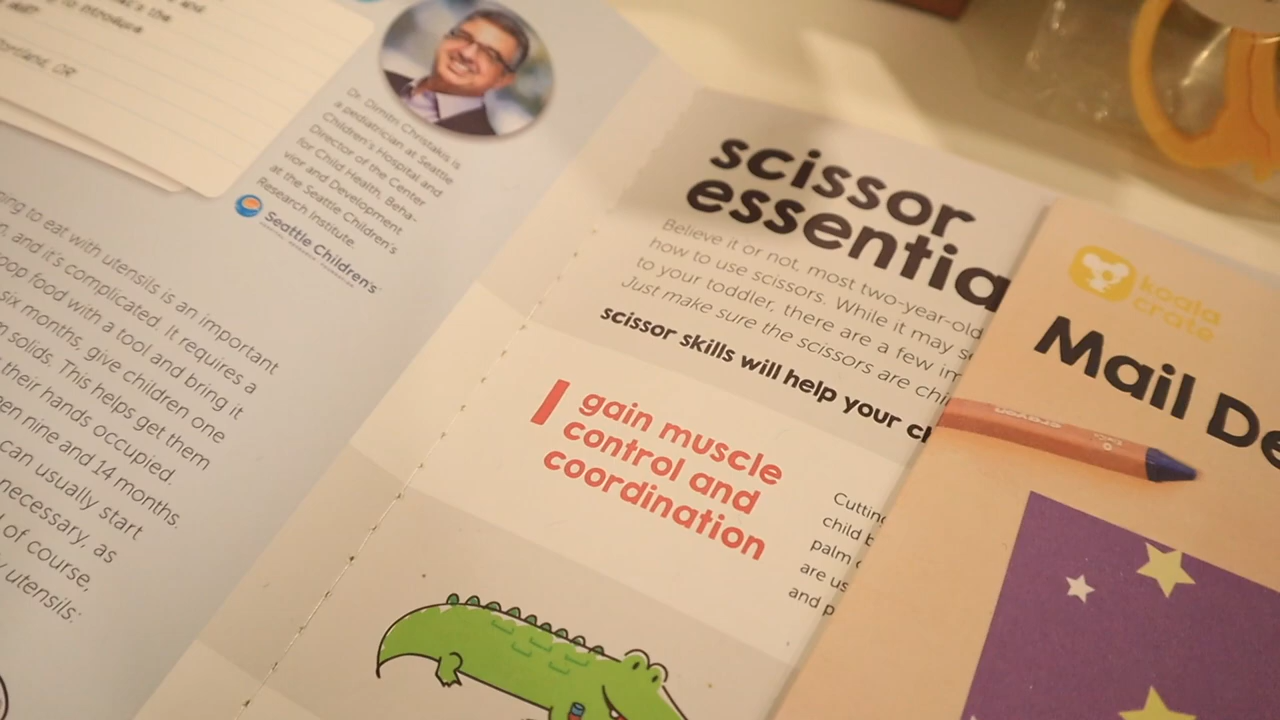 to introduce
OR
Dr. Dimitri Christakis is
a pediatrician at Seattle
Children's Hospital and
Director of the Center
for Child Health, Beha-
vior and Development
at the Seattle Children's
Research Institute.
Seattle Children's
to eat with utensils is an important
and it's complicated. It requires a
food with a tool and bring it
six months, give children one
solids. This helps get them
their hands occupied.
nine and 14 months.
can usually start
necessary, as
of course,
utensils:
scissor
essentia
Believe it or not, most two-year-old
how to use scissors. While it may se
to your toddler, there are a few im
Just make sure the scissors are chil
scissor skills will help your ch
1 gain muscle
control and
coordination
Cutting
child b
palm o
are us
and p
koala
crate
Mail De